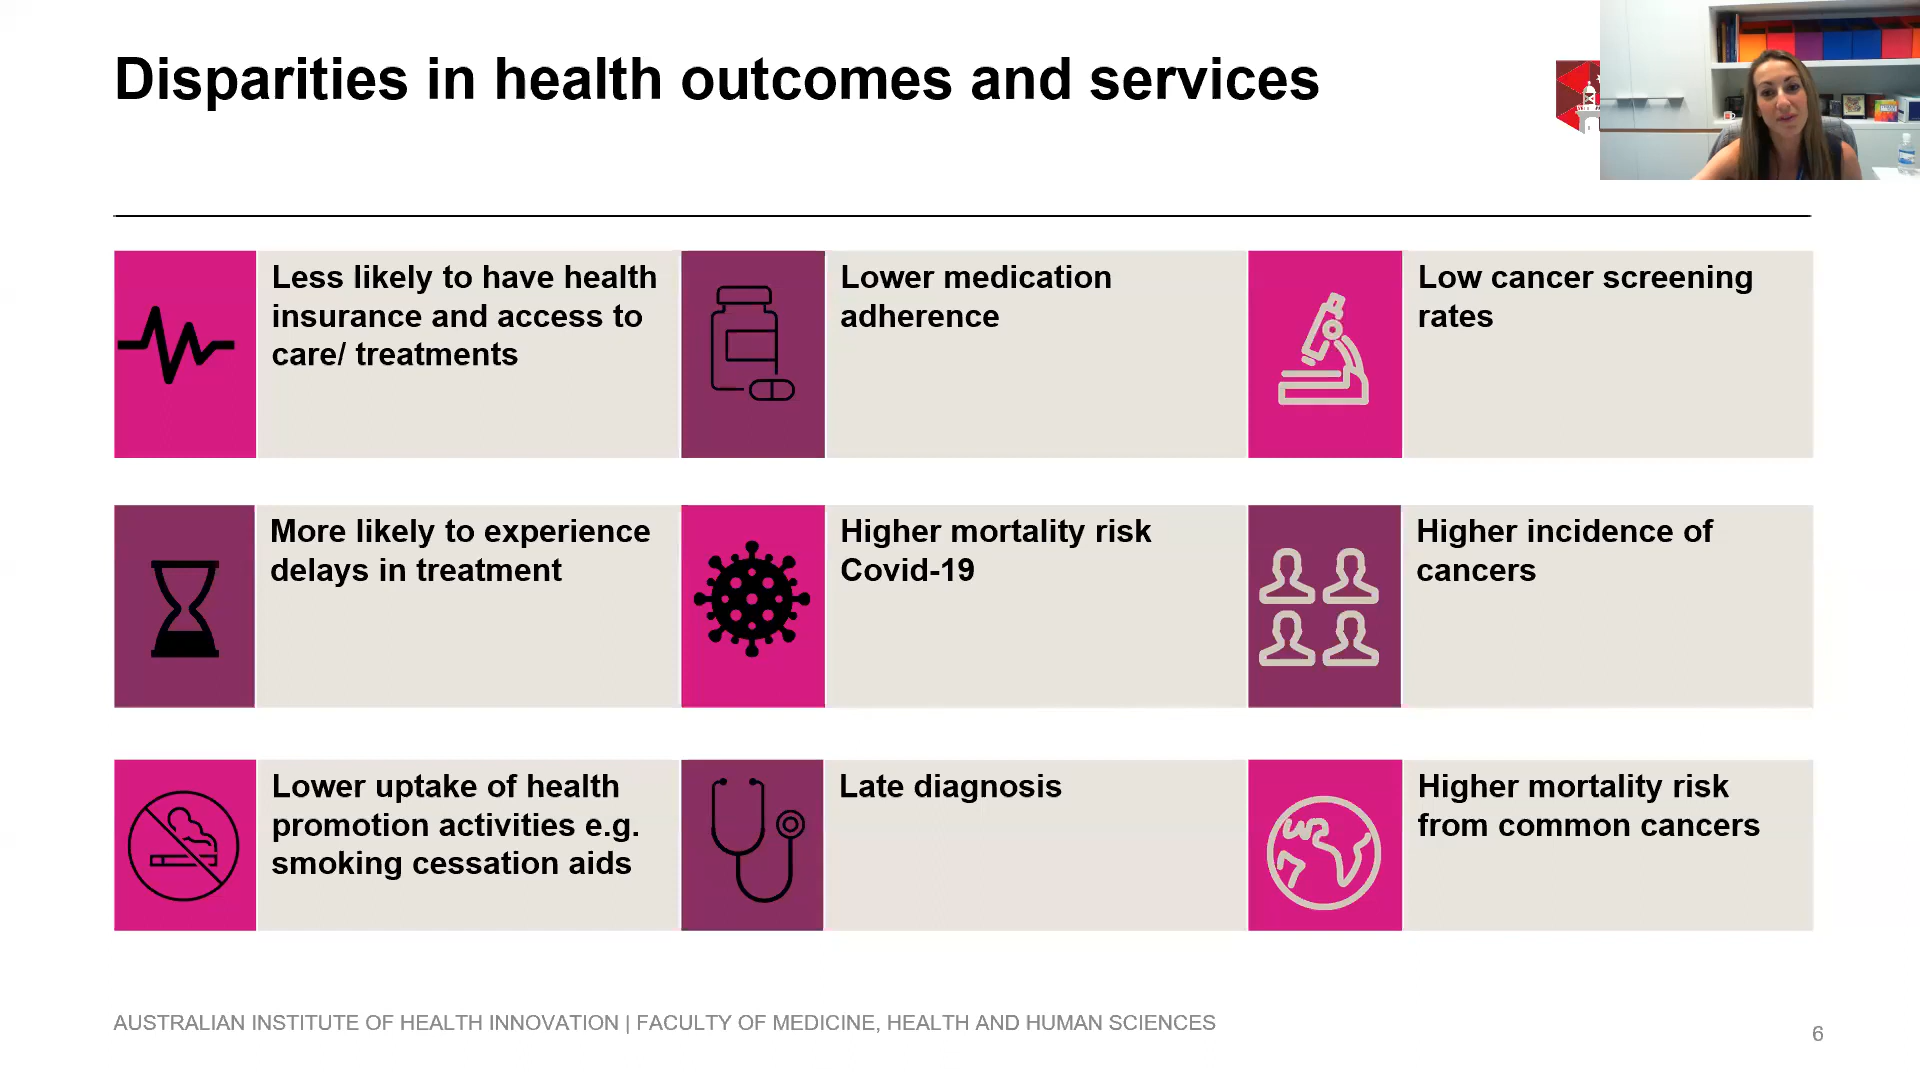 Disparities in health outcomes and services
Less likely to have health
insurance and access to
care/ treatments
Lower medication
adherence
Low cancer screening
rates
More likely to experience
delays in treatment
Higher mortality risk
Covid-19
Higher incidence of
cancers
Lower uptake of health
promotion activities e.g.
smoking cessation aids
Late diagnosis
Higher mortality risk
from common cancers
AUSTRALIAN INSTITUTE OF HEALTH INNOVATION | FACULTY OF MEDICINE, HEALTH AND HUMAN SCIENCES
6